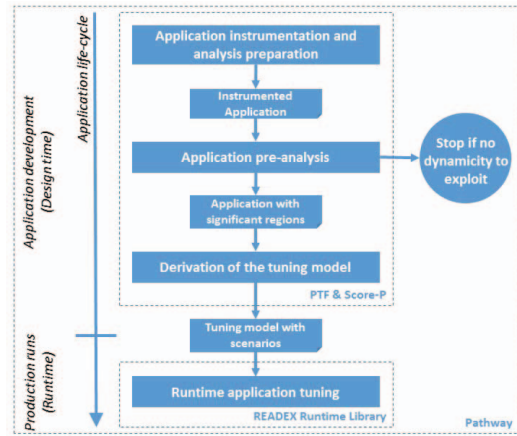 Application life-cycle
Application development
(Design time)
Production runs
(Runtime)
Application instrumentation and
analysis preparation
Instrumented
Application
Application pre-analysis
Stop if no
dynamicity to
exploit
Application with
significant regions
Derivation of the tuning model
PTF & Score-P
Tuning model with
scenarios
Runtime application tuning
READEX Runtime Library
Pathway